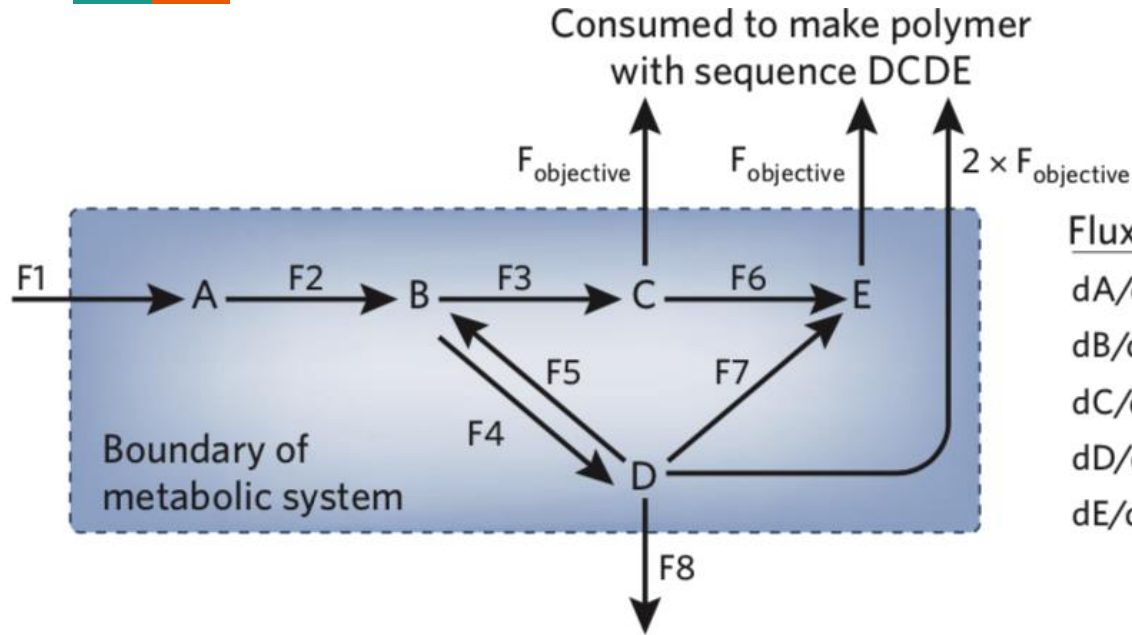 Consumed to make polymer
with sequence DCDE
F_objective
F_objective
2 × F_objective
F1
A
F2
B
F3
C
F6
E
F5
F7
F4
D
Boundary of
metabolic system
F8
Flux
dA/
dB/
dC/
dD/
dE/